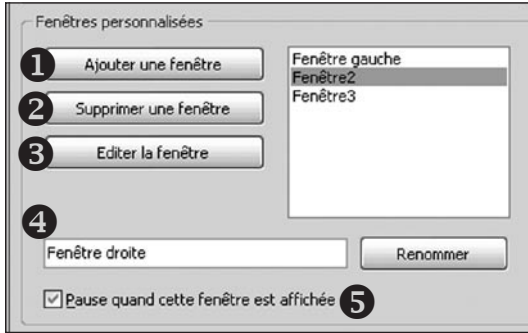 Fenêtres personnalisées
1 Ajouter une fenêtre
2 Supprimer une fenêtre
3 Editer la fenêtre
Fenêtre gauche
Fenêtre2
Fenêtre3
4
Fenêtre droite
Renommer
Pause quand cette fenêtre est affichée 5